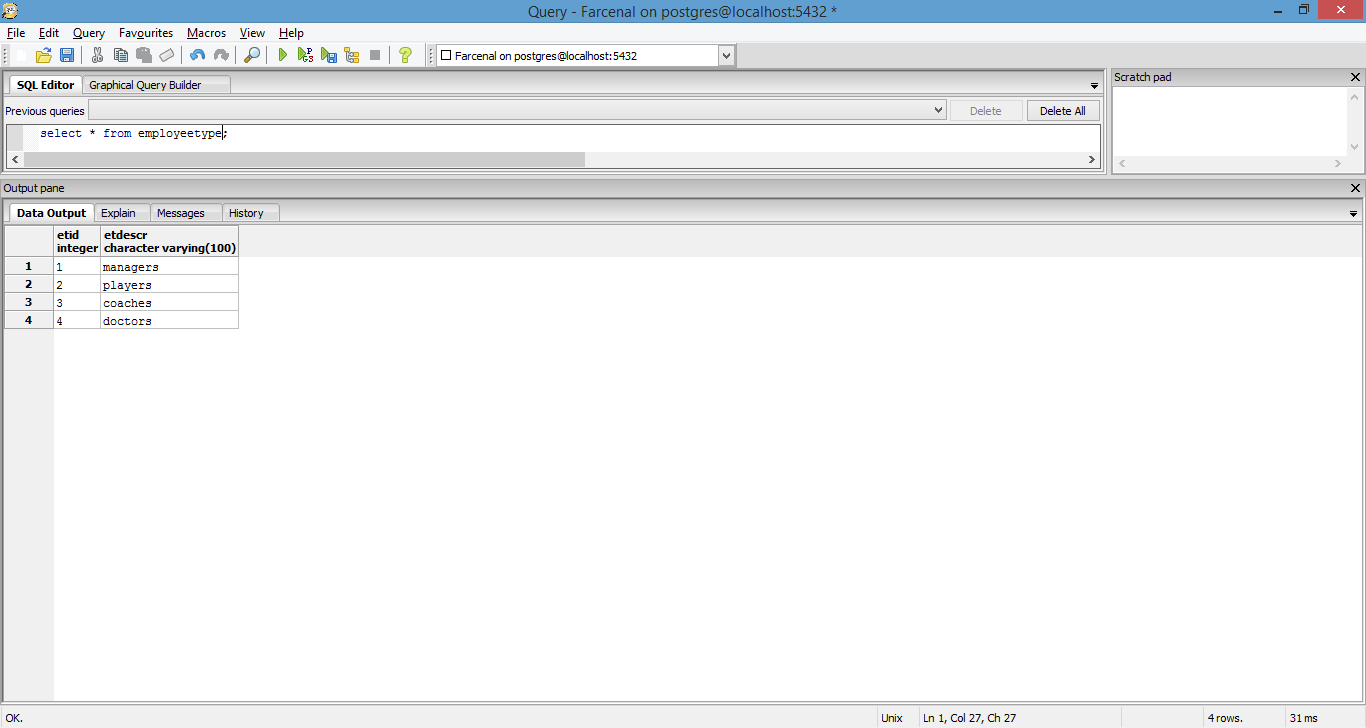 Query - Farcenal on postgres@localhost:5432 *
File Edit Query Favourites Macros View Help
Farcenal on postgres@localhost:5432
SQL Editor Graphical Query Builder
Scratch pad
Previous queries Delete Delete All
select * from employeetype;
Output pane
Data Output Explain Messages History
etid etdescr
integer character varying(100)
1 1 managers
2 2 players
3 3 coaches
4 4 doctors
OK. Unix Ln 1, Col 27, Ch 27 4 rows. 31 ms